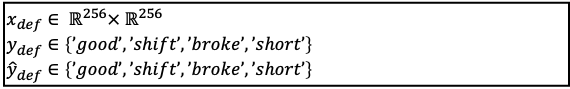 x_def ∈ ℝ^256 × ℝ^256
y_def ∈ {'good','shift','broke','short'}
ŷ_def ∈ {'good','shift','broke','short'}